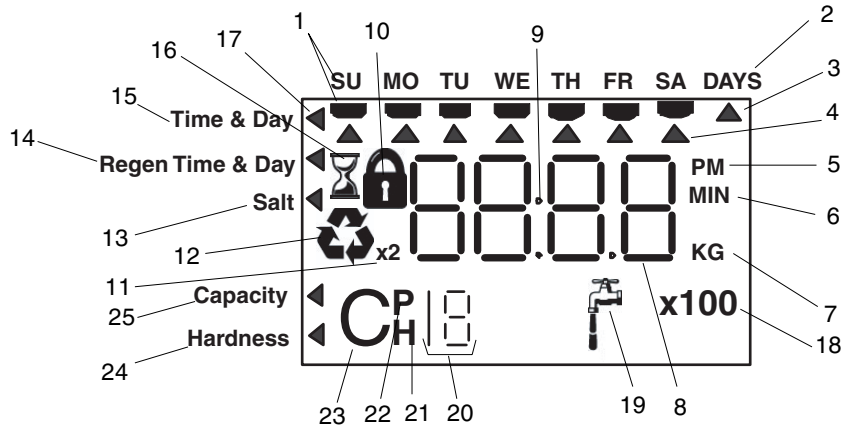 1 10 9 2
16
17 SU MO TU WE TH FR SA DAYS 3
15 Time & Day 4
14 Regen Time & Day PM 5
Salt MIN 6
13
12 x2 KG
11 7
Capacity C P H 18 x100
25 18
Hardness
24
23 22 21 20 19 8